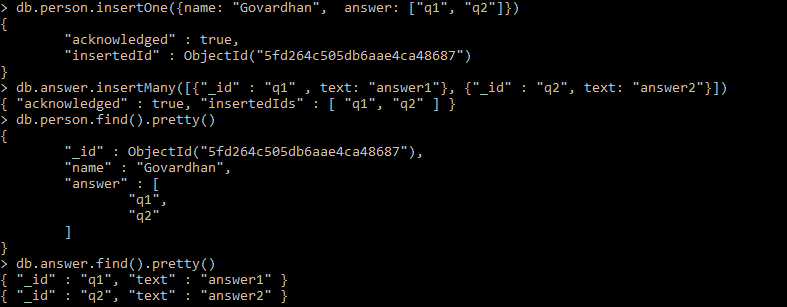 > db.person.insertOne({name: "Govardhan",  answer: ["q1", "q2"]})
{
        "acknowledged" : true,
        "insertedId" : ObjectId("5fd264c505db6aae4ca48687")
}
> db.answer.insertMany([{"_id" : "q1" , text: "answer1"}, {"_id" : "q2", text: "answer2"}])
{ "acknowledged" : true, "insertedIds" : [ "q1", "q2" ] }
> db.person.find().pretty()
{
        "_id" : ObjectId("5fd264c505db6aae4ca48687"),
        "name" : "Govardhan",
        "answer" : [
                "q1",
                "q2"
        ]
}
> db.answer.find().pretty()
{ "_id" : "q1", "text" : "answer1" }
{ "_id" : "q2", "text" : "answer2" }